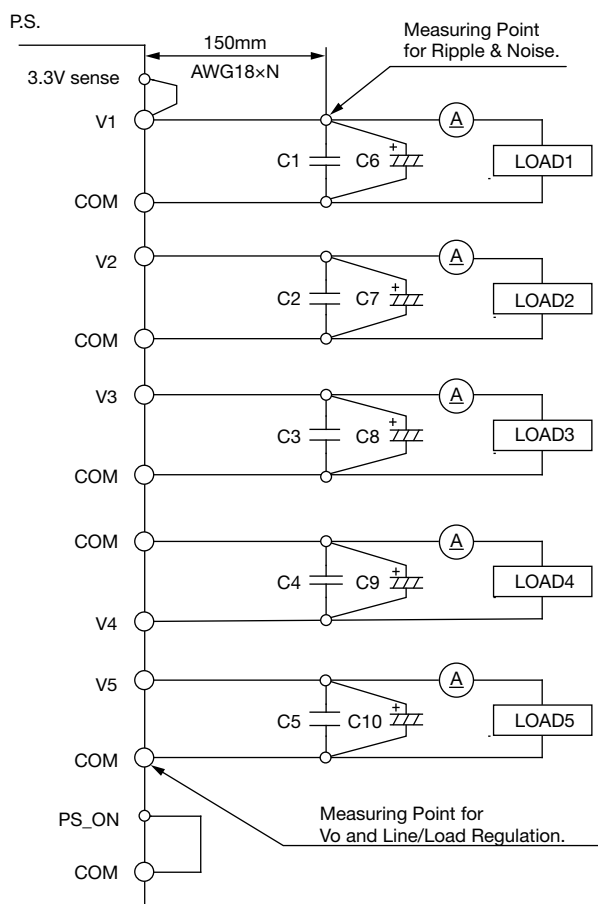 P.S.
150mm
AWG18×N
Measuring Point
for Ripple & Noise.
3.3V sense
V1
A
C1
+
C6
LOAD1
COM
V2
A
C2
+
C7
LOAD2
COM
V3
A
C3
+
C8
LOAD3
COM
COM
A
C4
+
C9
LOAD4
V4
V5
A
C5
+
C10
LOAD5
COM
PS_ON
Measuring Point for
Vo and Line/Load Regulation.
COM